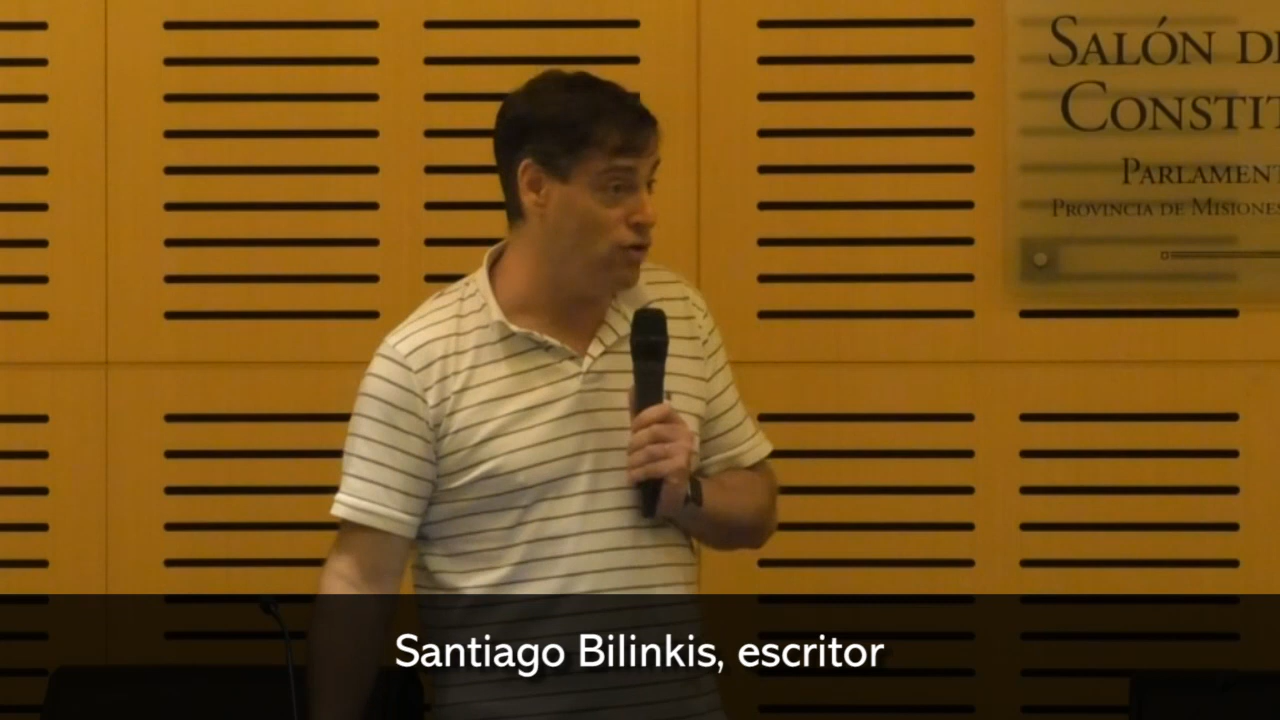 SALÓN DE
CONSTIT
PARLAMENT
PROVINCIA DE MISIONES
Santiago Bilinkis, escritor